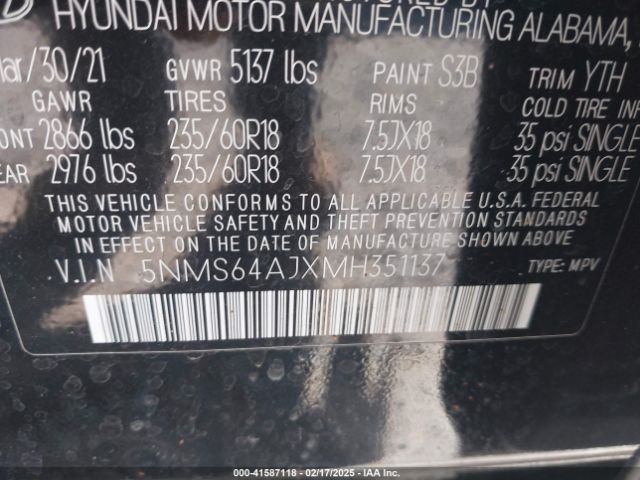 HYUNDAI MOTOR MANUFACTURING ALABAMA,
Mar/30/21 GVWR 5137 lbs PAINT S3B TRIM YTH
GAWR TIRES RIMS COLD TIRE IN
ONT 2866 lbs 235/60R18 7.5JX18 35 psi SINGLE
EAR 2976 lbs 235/60R18 7.5JX18 35 psi SINGLE
THIS VEHICLE CONFORMS TO ALL APPLICABLE U.S.A. FEDERAL
MOTOR VEHICLE SAFETY AND THEFT PREVENTION STANDARDS
IN EFFECT ON THE DATE OF MANUFACTURE SHOWN ABOVE
V.I.N 5NMS64AJXMH351137 TYPE: MPV
000-41587118 - 02/17/2025 - IAA Inc.